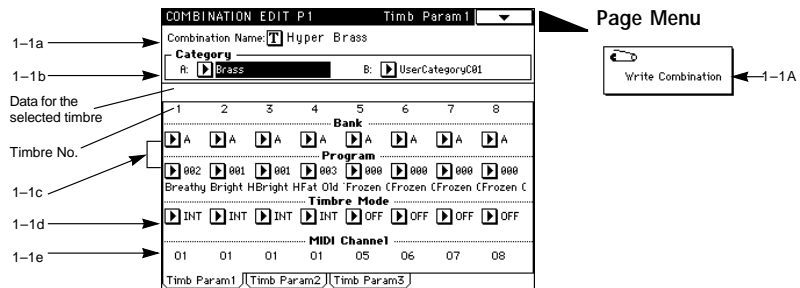 COMBINATION EDIT P1 Timb Param1
Page Menu
1–1a
Combination Name: T Hyper Brass
Category
1–1b
A: Brass B: UserCategoryC01
Write Combination
1–1A
Data for the
selected timbre
1 2 3 4 5 6 7 8
Timbre No.
Bank
A A A A A A A A
Program
002 001 001 003 000 000 000 000
1–1c
Breathy Bright HBright HFat Old `Frozen (Frozen (Frozen (Frozen (
Timbre Mode
1–1d
INT INT INT INT OFF OFF OFF OFF
MIDI Channel
1–1e
01 01 01 01 05 06 07 08
Timb Param1 Timb Param2 Timb Param3